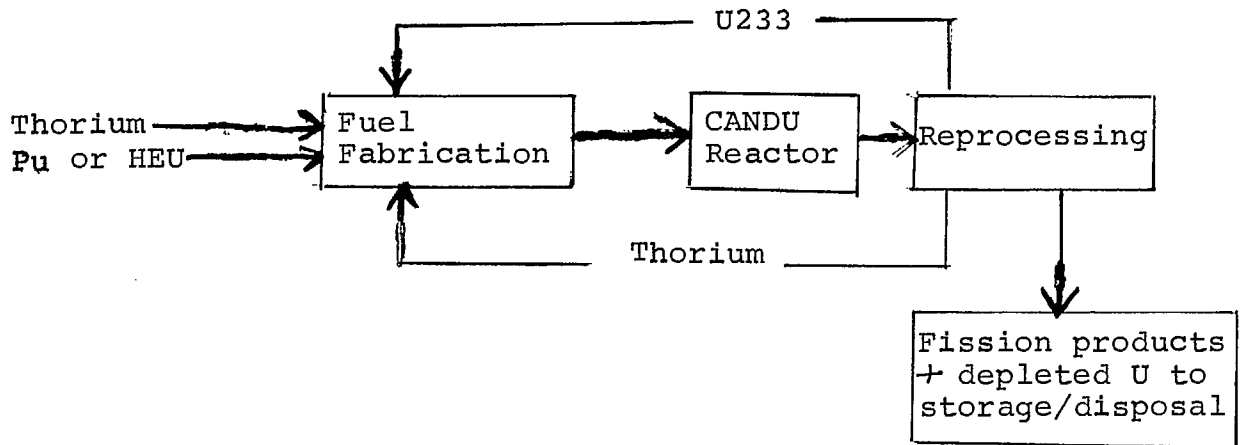 U233
Thorium
Pu or HEU
Fuel
Fabrication
CANDU
Reactor
Reprocessing
Thorium
Fission products
+ depleted U to
storage/disposal